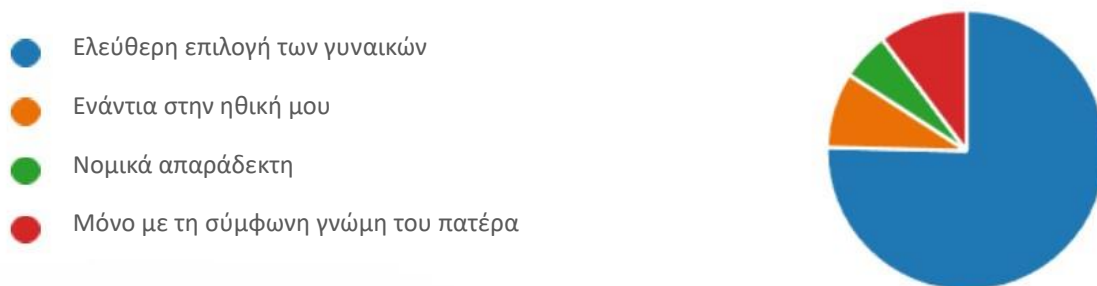 Ελεύθερη επιλογή των γυναικών
Ενάντια στην ηθική μου
Νομικά απαράδεκτη
Μόνο με τη σύμφωνη γνώμη του πατέρα